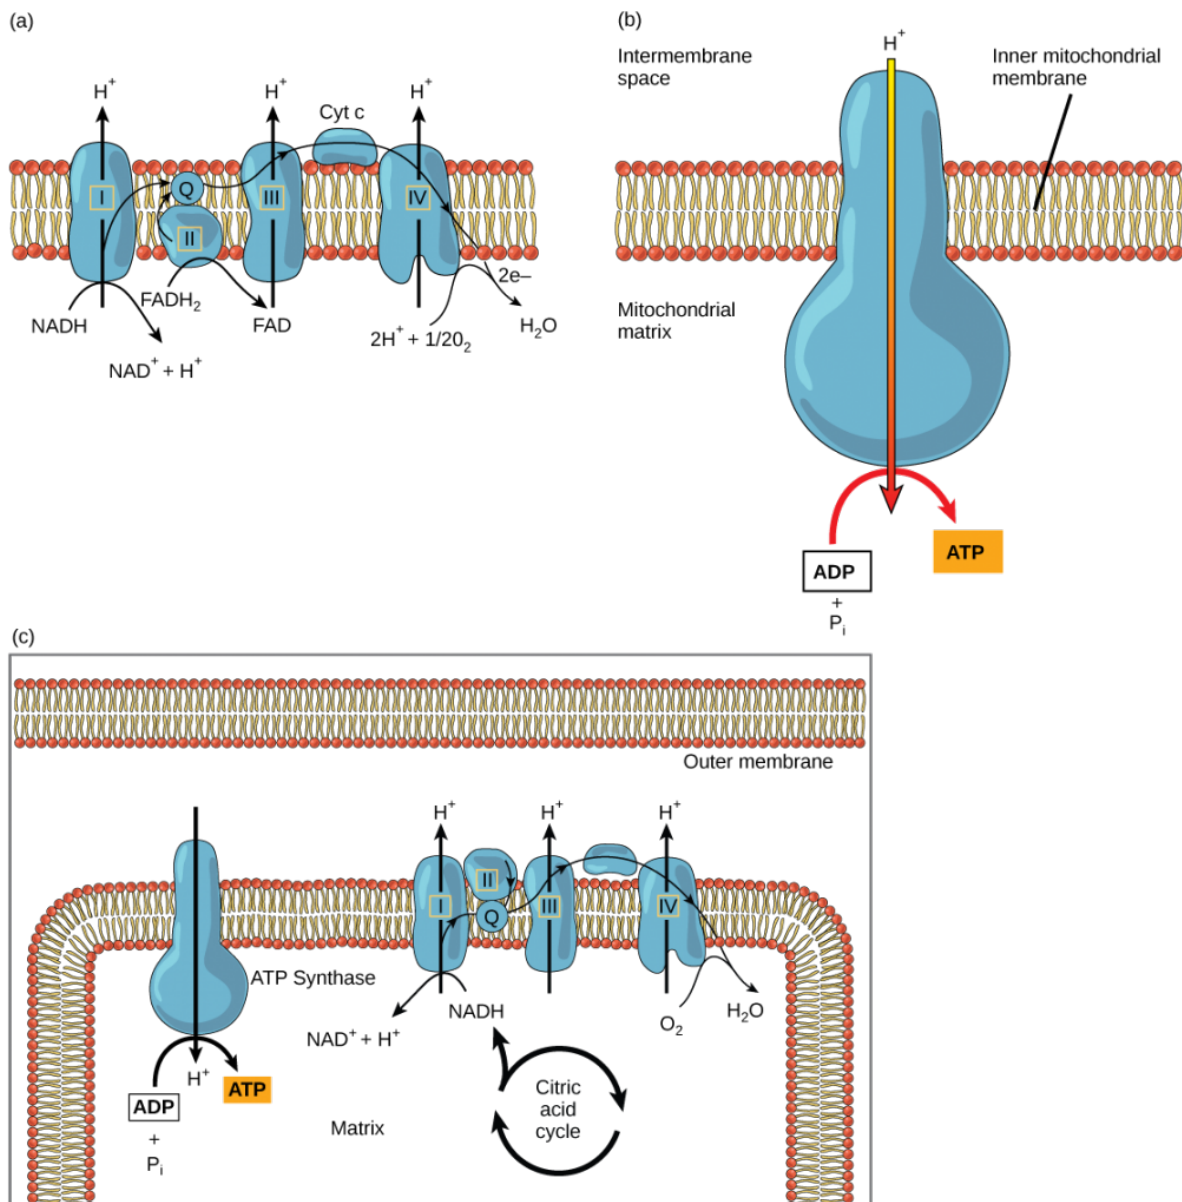 (a)
H+
H+
H+
Cyt c
I
Q
II
III
IV
2e–
NADH
FADH2
FAD
NAD+ + H+
2H+ + 1/2O2
H2O
(b)
H+
Intermembrane
space
Inner mitochondrial
membrane
Mitochondrial
matrix
ADP
+
Pi
ATP
(c)
Outer membrane
H+
H+
H+
I
II
Q
III
IV
ATP Synthase
NADH
NAD+ + H+
O2
H2O
H+
ADP
+
Pi
ATP
Matrix
Citric
acid
cycle